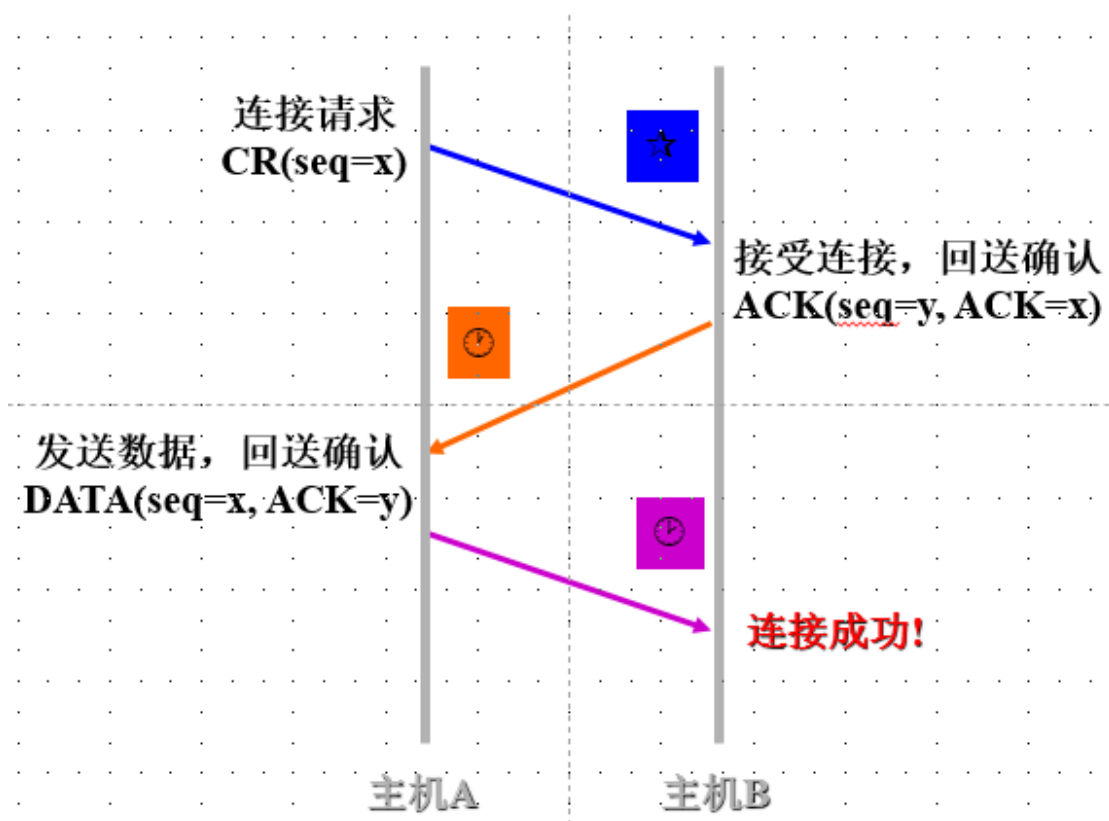 连接请求
CR(seq=x)
接受连接，回送确认
ACK(seq=y, ACK=x)
发送数据，回送确认
DATA(seq=x, ACK=y)
连接成功!
主机A
主机B